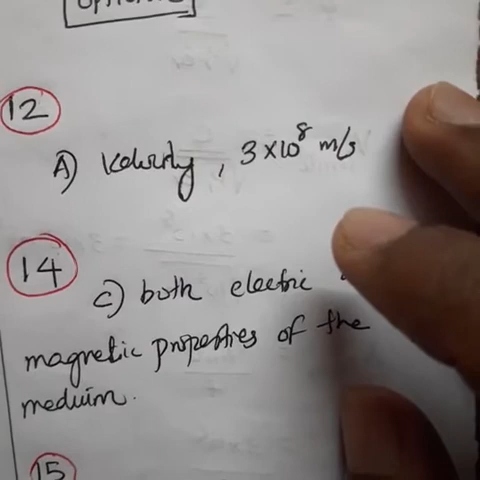 12
A) Velocity, 3×10⁸ m/s
14
C) both electric
magnetic properties of the
medium.
15